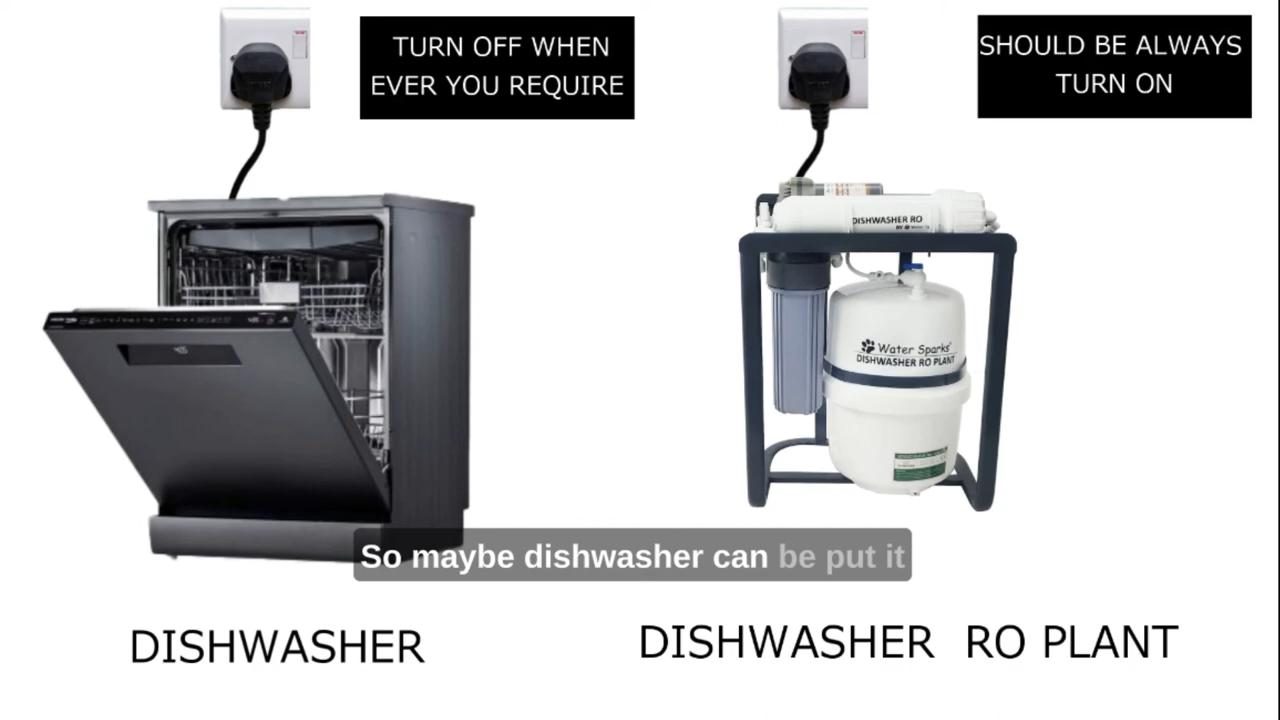 TURN OFF WHEN
EVER YOU REQUIRE
SHOULD BE ALWAYS
TURN ON
DISHWASHER RO
Water Sparks
DISHWASHER RO PLANT
So maybe dishwasher can be put it
DISHWASHER
DISHWASHER RO PLANT